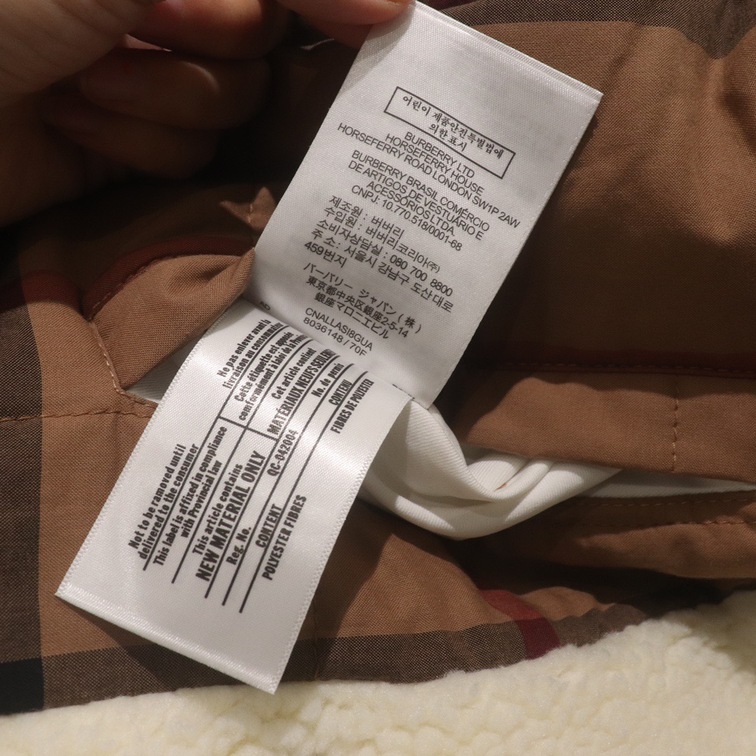 어린이 제품안전특별법에
의한 표시
BURBERRY LTD
HORSEFERRY HOUSE
HORSEFERRY ROAD LONDON SW1P 2AW
BURBERRY BRASIL COMÉRCIO
DE ARTIGOS DE VESTUÁRIO E
ACESSÓRIOS LTDA.
CNPJ: 10.770.518/0001-68
제조원 : 버버리
수입원 : 버버리코리아(주)
소비자상담실 : 080 700 8800
주 소 : 서울시 강남구 도산대로
459번지
バーバリー ジャパン (株)
東京都中央区銀座2-5-14
銀座マロニエビル
CNALLASI8GUA
8036148 / 70F
Not to be removed until
delivered to the consumer
This label is affixed in compliance
with Provincial law
This article contains
NEW MATERIAL ONLY
Reg. No. QC-042004
CONTENT
POLYESTER FIBRES
Ne pas enlever avant la
livraison au consommateur
Cette étiquette est apposée
conformément à loi de la
Cet article contient
MATÉRIAUX NEUFS SEULEMENT
No. de permis
CONTENU
FIBRES DE POLYESTER